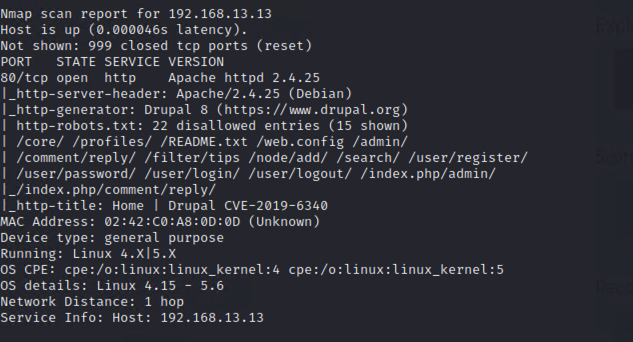 Nmap scan report for 192.168.13.13
Host is up (0.000046s latency).
Not shown: 999 closed tcp ports (reset)
PORT   STATE SERVICE VERSION
80/tcp open  http    Apache httpd 2.4.25
|_http-server-header: Apache/2.4.25 (Debian)
|_http-generator: Drupal 8 (https://www.drupal.org)
| http-robots.txt: 22 disallowed entries (15 shown)
| /core/ /profiles/ /README.txt /web.config /admin/
| /comment/reply/ /filter/tips /node/add/ /search/ /user/register/
| /user/password/ /user/login/ /user/logout/ /index.php/admin/
|_/index.php/comment/reply/
|_http-title: Home | Drupal CVE-2019-6340
MAC Address: 02:42:C0:A8:0D:0D (Unknown)
Device type: general purpose
Running: Linux 4.X|5.X
OS CPE: cpe:/o:linux:linux_kernel:4 cpe:/o:linux:linux_kernel:5
OS details: Linux 4.15 - 5.6
Network Distance: 1 hop
Service Info: Host: 192.168.13.13